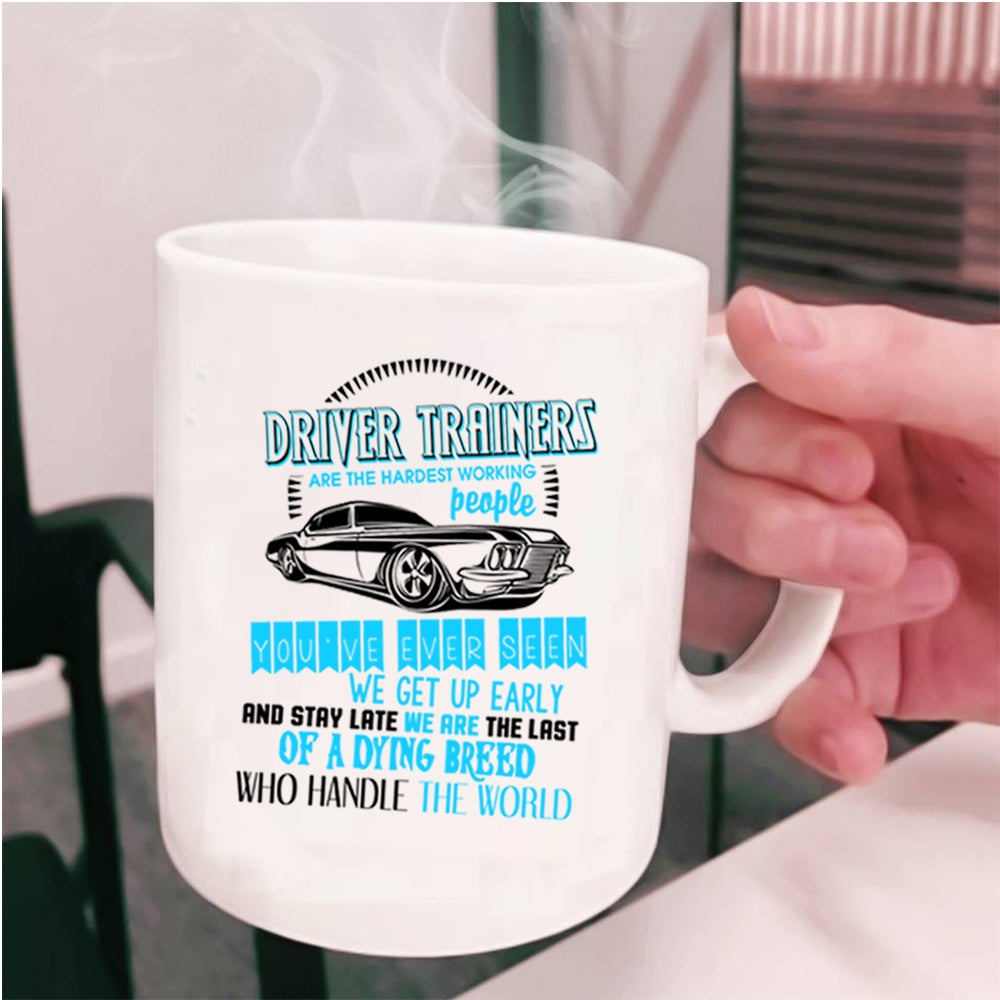 DRIVER TRAINERS
ARE THE HARDEST WORKING
people
YOU'VE EVER SEEN
WE GET UP EARLY
AND STAY LATE WE ARE THE LAST
OF A DYING BREED
WHO HANDLE THE WORLD